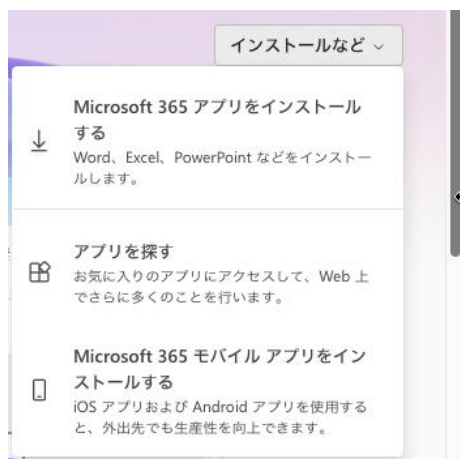 インストールなど
Microsoft 365 アプリをインストール
する
Word、Excel、PowerPoint などをインストー
ルします。
アプリを探す
お気に入りのアプリにアクセスして、Web 上
でさらに多くのことを行います。
Microsoft 365 モバイル アプリをイン
ストールする
iOS アプリおよび Android アプリを使用する
と、外出先でも生産性を向上できます。